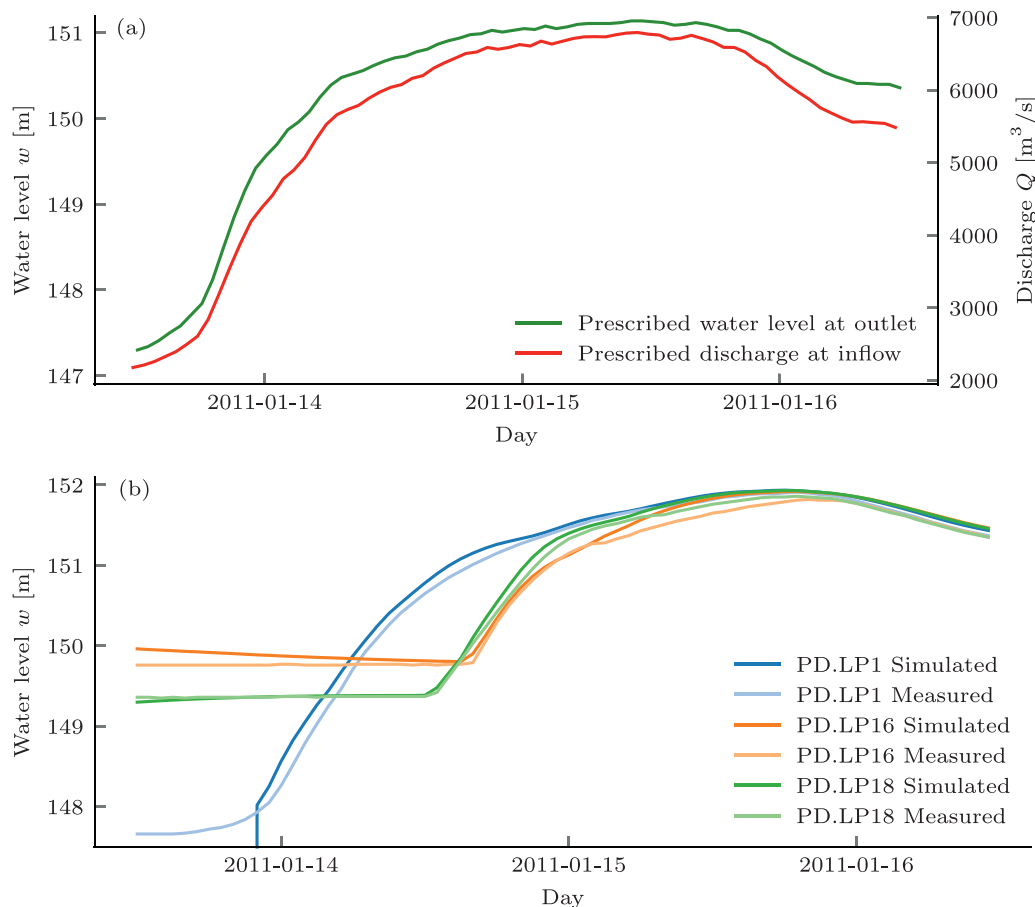 (a)
Water level w [m]
151
150
149
148
147
7000
6000
5000
4000
3000
2000
Discharge Q [m³/s]
Prescribed water level at outlet
Prescribed discharge at inflow
2011-01-14 2011-01-15 2011-01-16
Day
(b)
Water level w [m]
152
151
150
149
148
PD.LP1 Simulated
PD.LP1 Measured
PD.LP16 Simulated
PD.LP16 Measured
PD.LP18 Simulated
PD.LP18 Measured
2011-01-14 2011-01-15 2011-01-16
Day